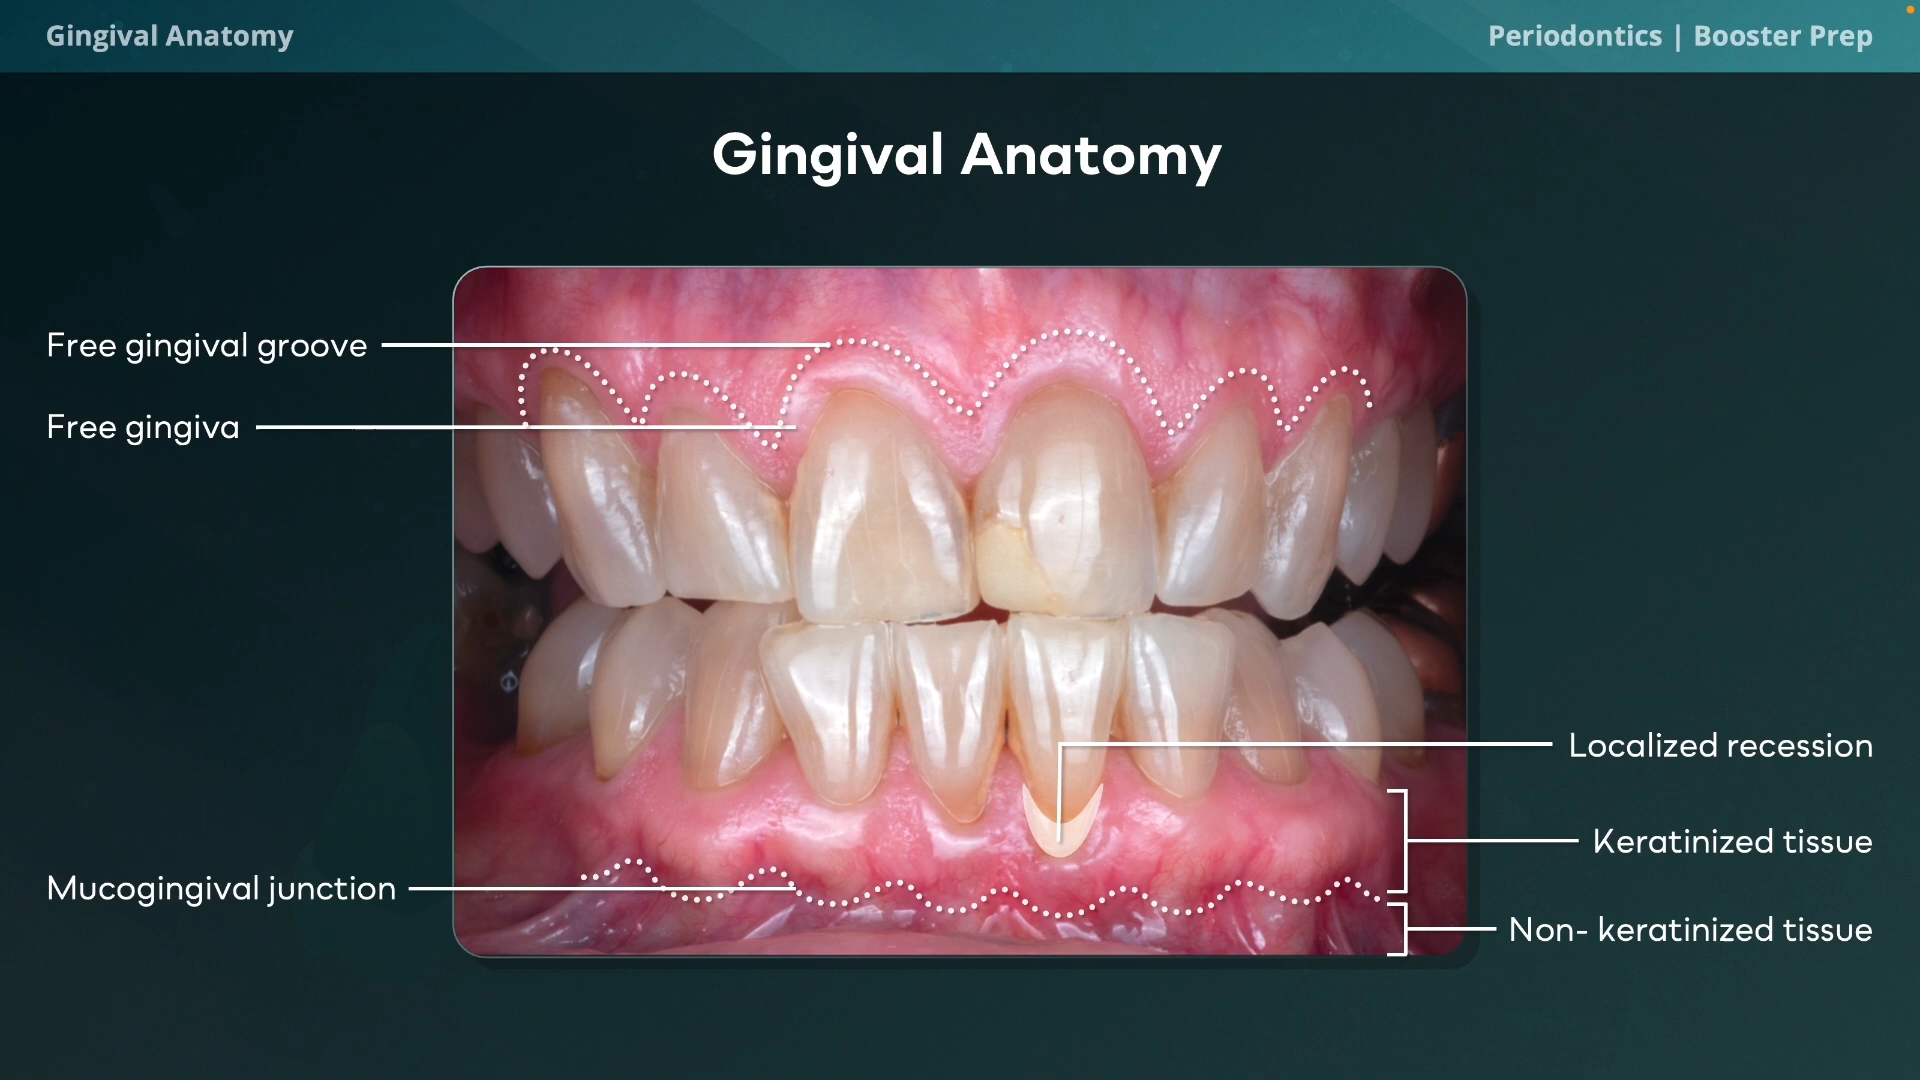 Gingival Anatomy
Periodontics | Booster Prep
Gingival Anatomy
Free gingival groove
Free gingiva
Localized recession
Keratinized tissue
Mucogingival junction
Non- keratinized tissue